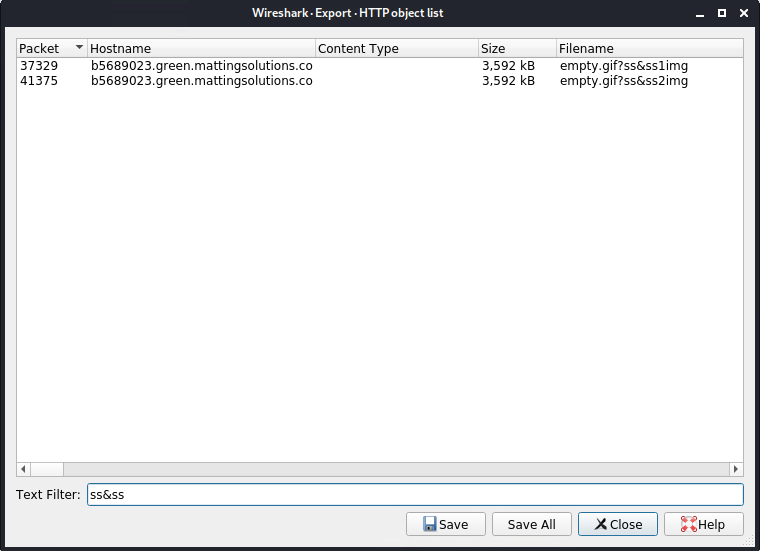 Wireshark · Export · HTTP object list
Packet Hostname Content Type Size Filename
37329 b5689023.green.mattingsolutions.co 3,592 kB empty.gif?ss&ss1img
41375 b5689023.green.mattingsolutions.co 3,592 kB empty.gif?ss&ss2img
Text Filter: ss&ss
Save Save All Close Help